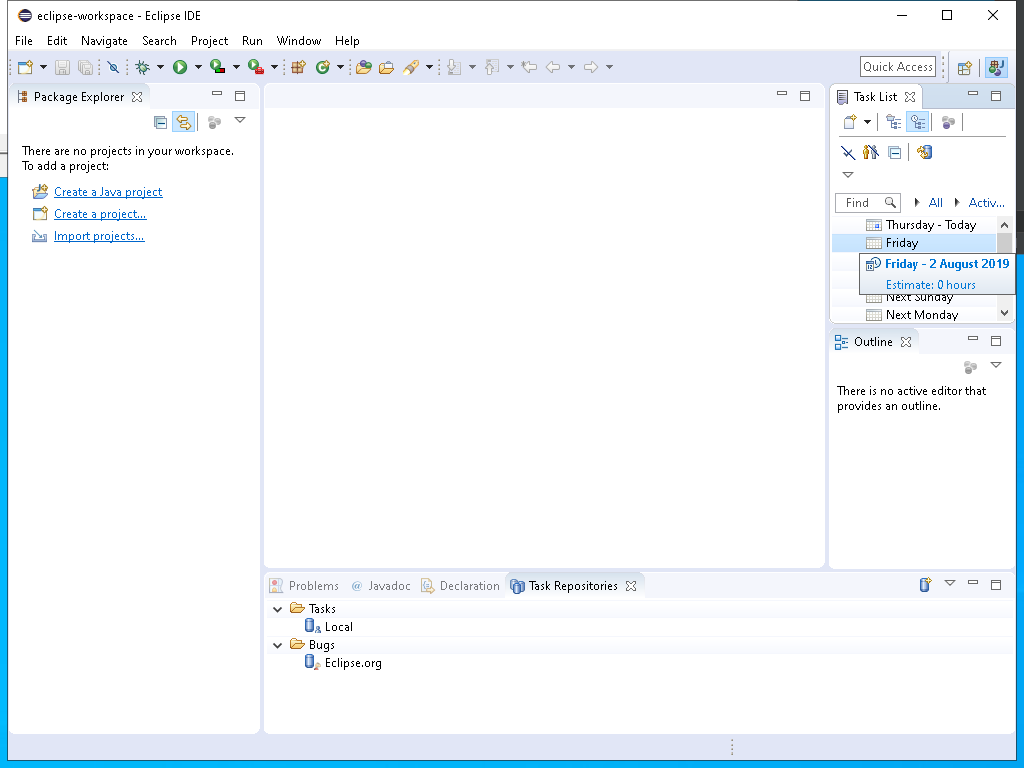 eclipse-workspace - Eclipse IDE
File Edit Navigate Search Project Run Window Help
Quick Access
Package Explorer
There are no projects in your workspace.
To add a project:
Create a Java project
Create a project...
Import projects...
Task List
Find All Activ...
Thursday - Today
Friday
Friday - 2 August 2019
Estimate: 0 hours
Next Sunday
Next Monday
Outline
There is no active editor that
provides an outline.
Problems @ Javadoc Declaration Task Repositories
Tasks
Local
Bugs
Eclipse.org